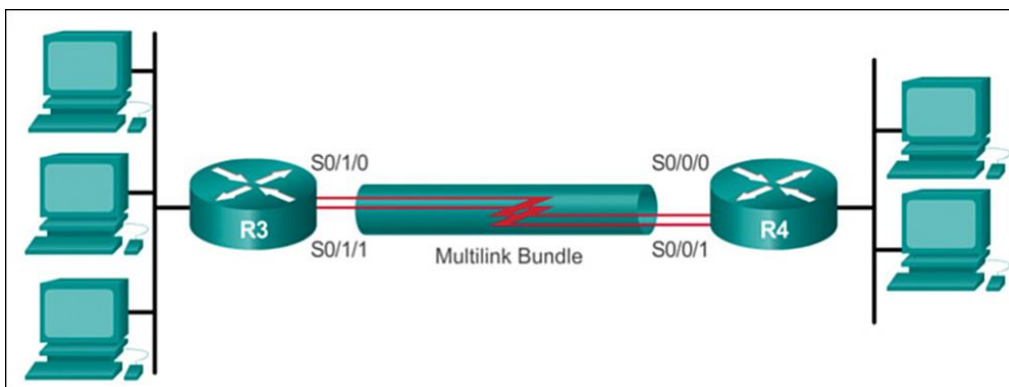 S0/1/0
S0/0/0
R3
R4
S0/1/1
Multilink Bundle
S0/0/1